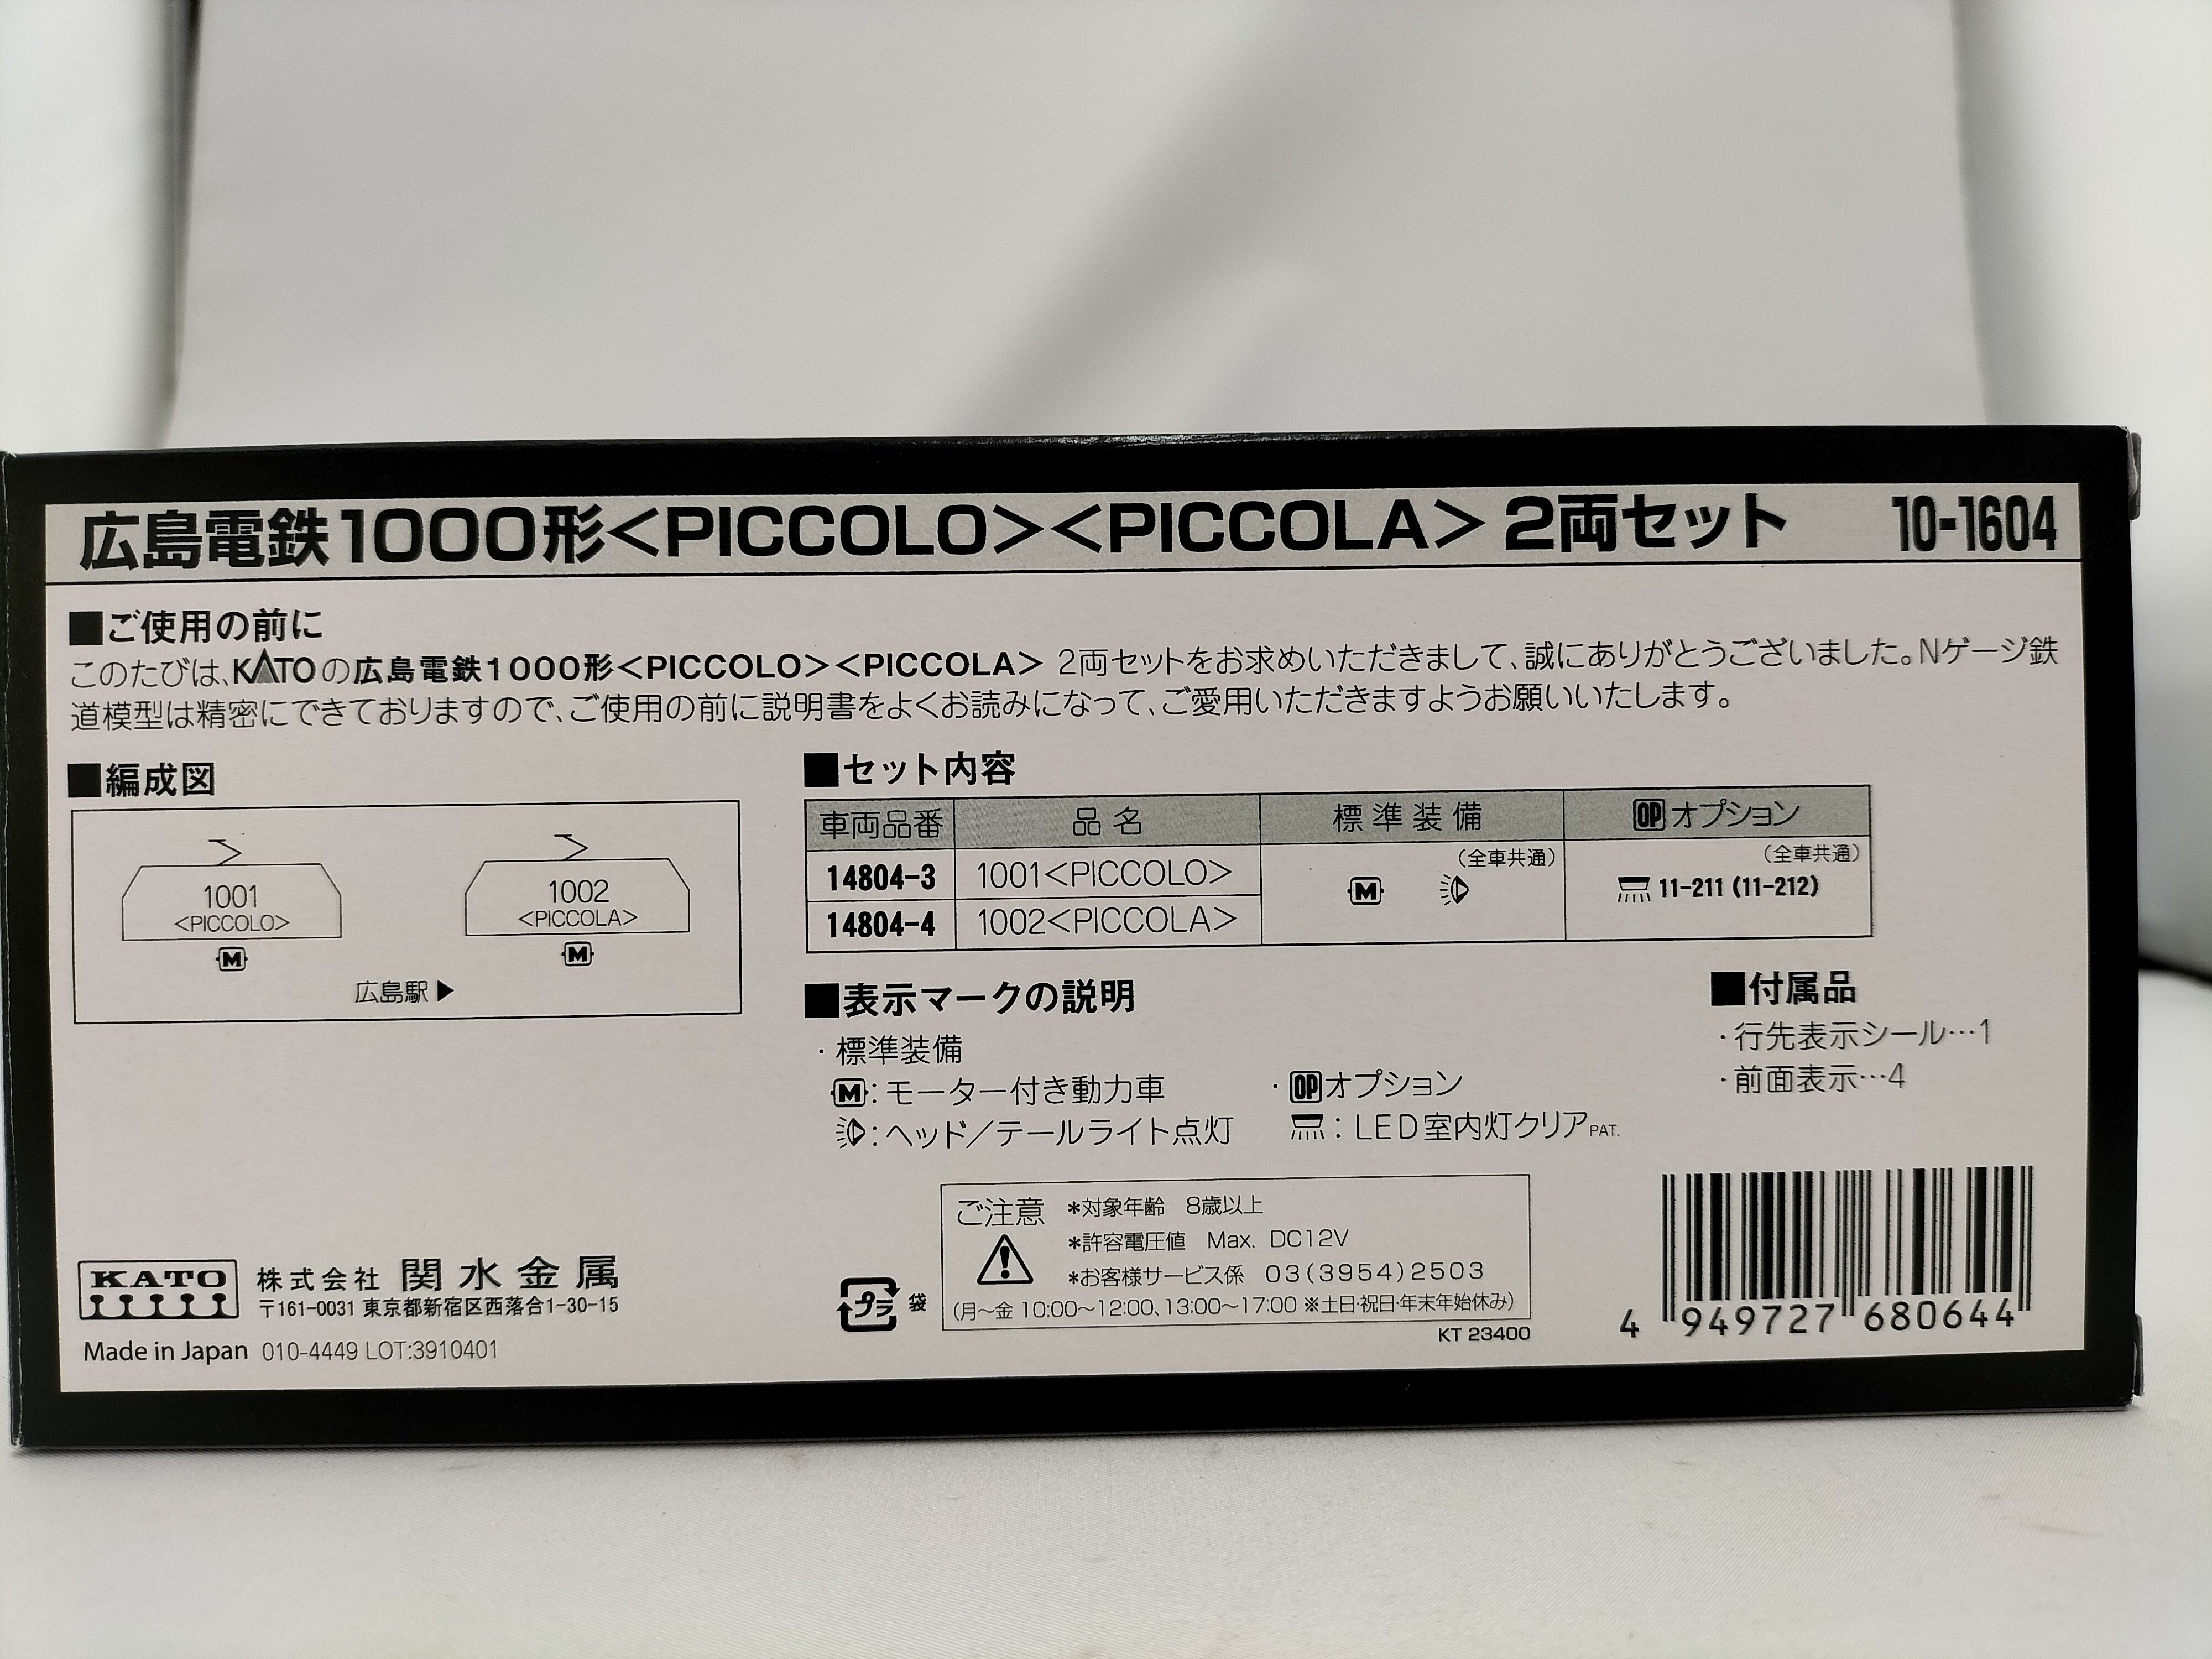 広島電鉄1000形<PICCOLO><PICCOLA> 2両セット 10-1604
■ご使用の前に
このたびは、KATOの広島電鉄1000形<PICCOLO><PICCOLA> 2両セットをお求めいただきまして、誠にありがとうございました。Nゲージ鉄
道模型は精密にできておりますので、ご使用の前に説明書をよくお読みになって、ご愛用いただきますようお願いいたします。
■編成図
1001
<PICCOLO>
M
1002
<PICCOLA>
M
広島駅▶
■セット内容
車両品番 品名 標準装備 OPオプション
14804-3 1001<PICCOLO>
14804-4 1002<PICCOLA>
(全車共通)
M
(全車共通)
11-211 (11-212)
■表示マークの説明
・標準装備
M:モーター付き動力車
:ヘッド/テールライト点灯
・OPオプション
:LED室内灯クリアPAT.
■付属品
・行先表示シール…1
・前面表示…4
KATO
株式会社 関水金属
〒161-0031 東京都新宿区西落合1-30-15
Made in Japan 010-4449 LOT:3910401
プラ 袋
ご注意
*対象年齢 8歳以上
*許容電圧値 Max. DC12V
*お客様サービス係 03(3954)2503
(月～金 10:00～12:00、13:00～17:00 ※土日・祝日・年末年始休み)
KT 23400
4 949727 680644